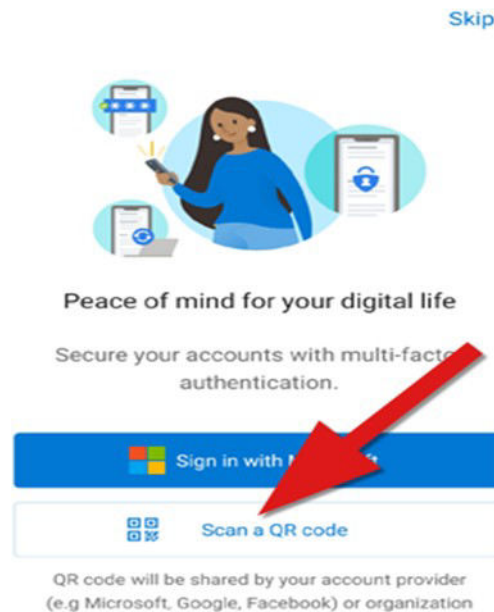 Skip
Peace of mind for your digital life
Secure your accounts with multi-facto
authentication.
Sign in with
Scan a QR code
QR code will be shared by your account provider
(e.g Microsoft, Google, Facebook) or organization